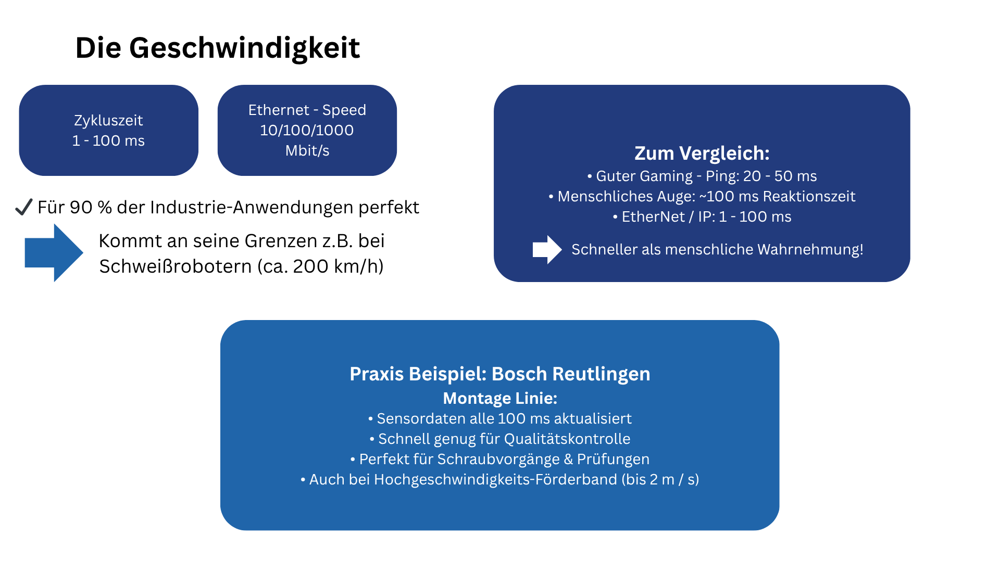 Die Geschwindigkeit
Zykluszeit
1 - 100 ms
Ethernet - Speed
10/100/1000
Mbit/s
Für 90 % der Industrie-Anwendungen perfekt
Kommt an seine Grenzen z.B. bei
Schweißrobotern (ca. 200 km/h)
Zum Vergleich:
• Guter Gaming - Ping: 20 - 50 ms
• Menschliches Auge: ~100 ms Reaktionszeit
• EtherNet / IP: 1 - 100 ms
Schneller als menschliche Wahrnehmung!
Praxis Beispiel: Bosch Reutlingen
Montage Linie:
• Sensordaten alle 100 ms aktualisiert
• Schnell genug für Qualitätskontrolle
• Perfekt für Schraubvorgänge & Prüfungen
• Auch bei Hochgeschwindigkeits-Förderband (bis 2 m / s)